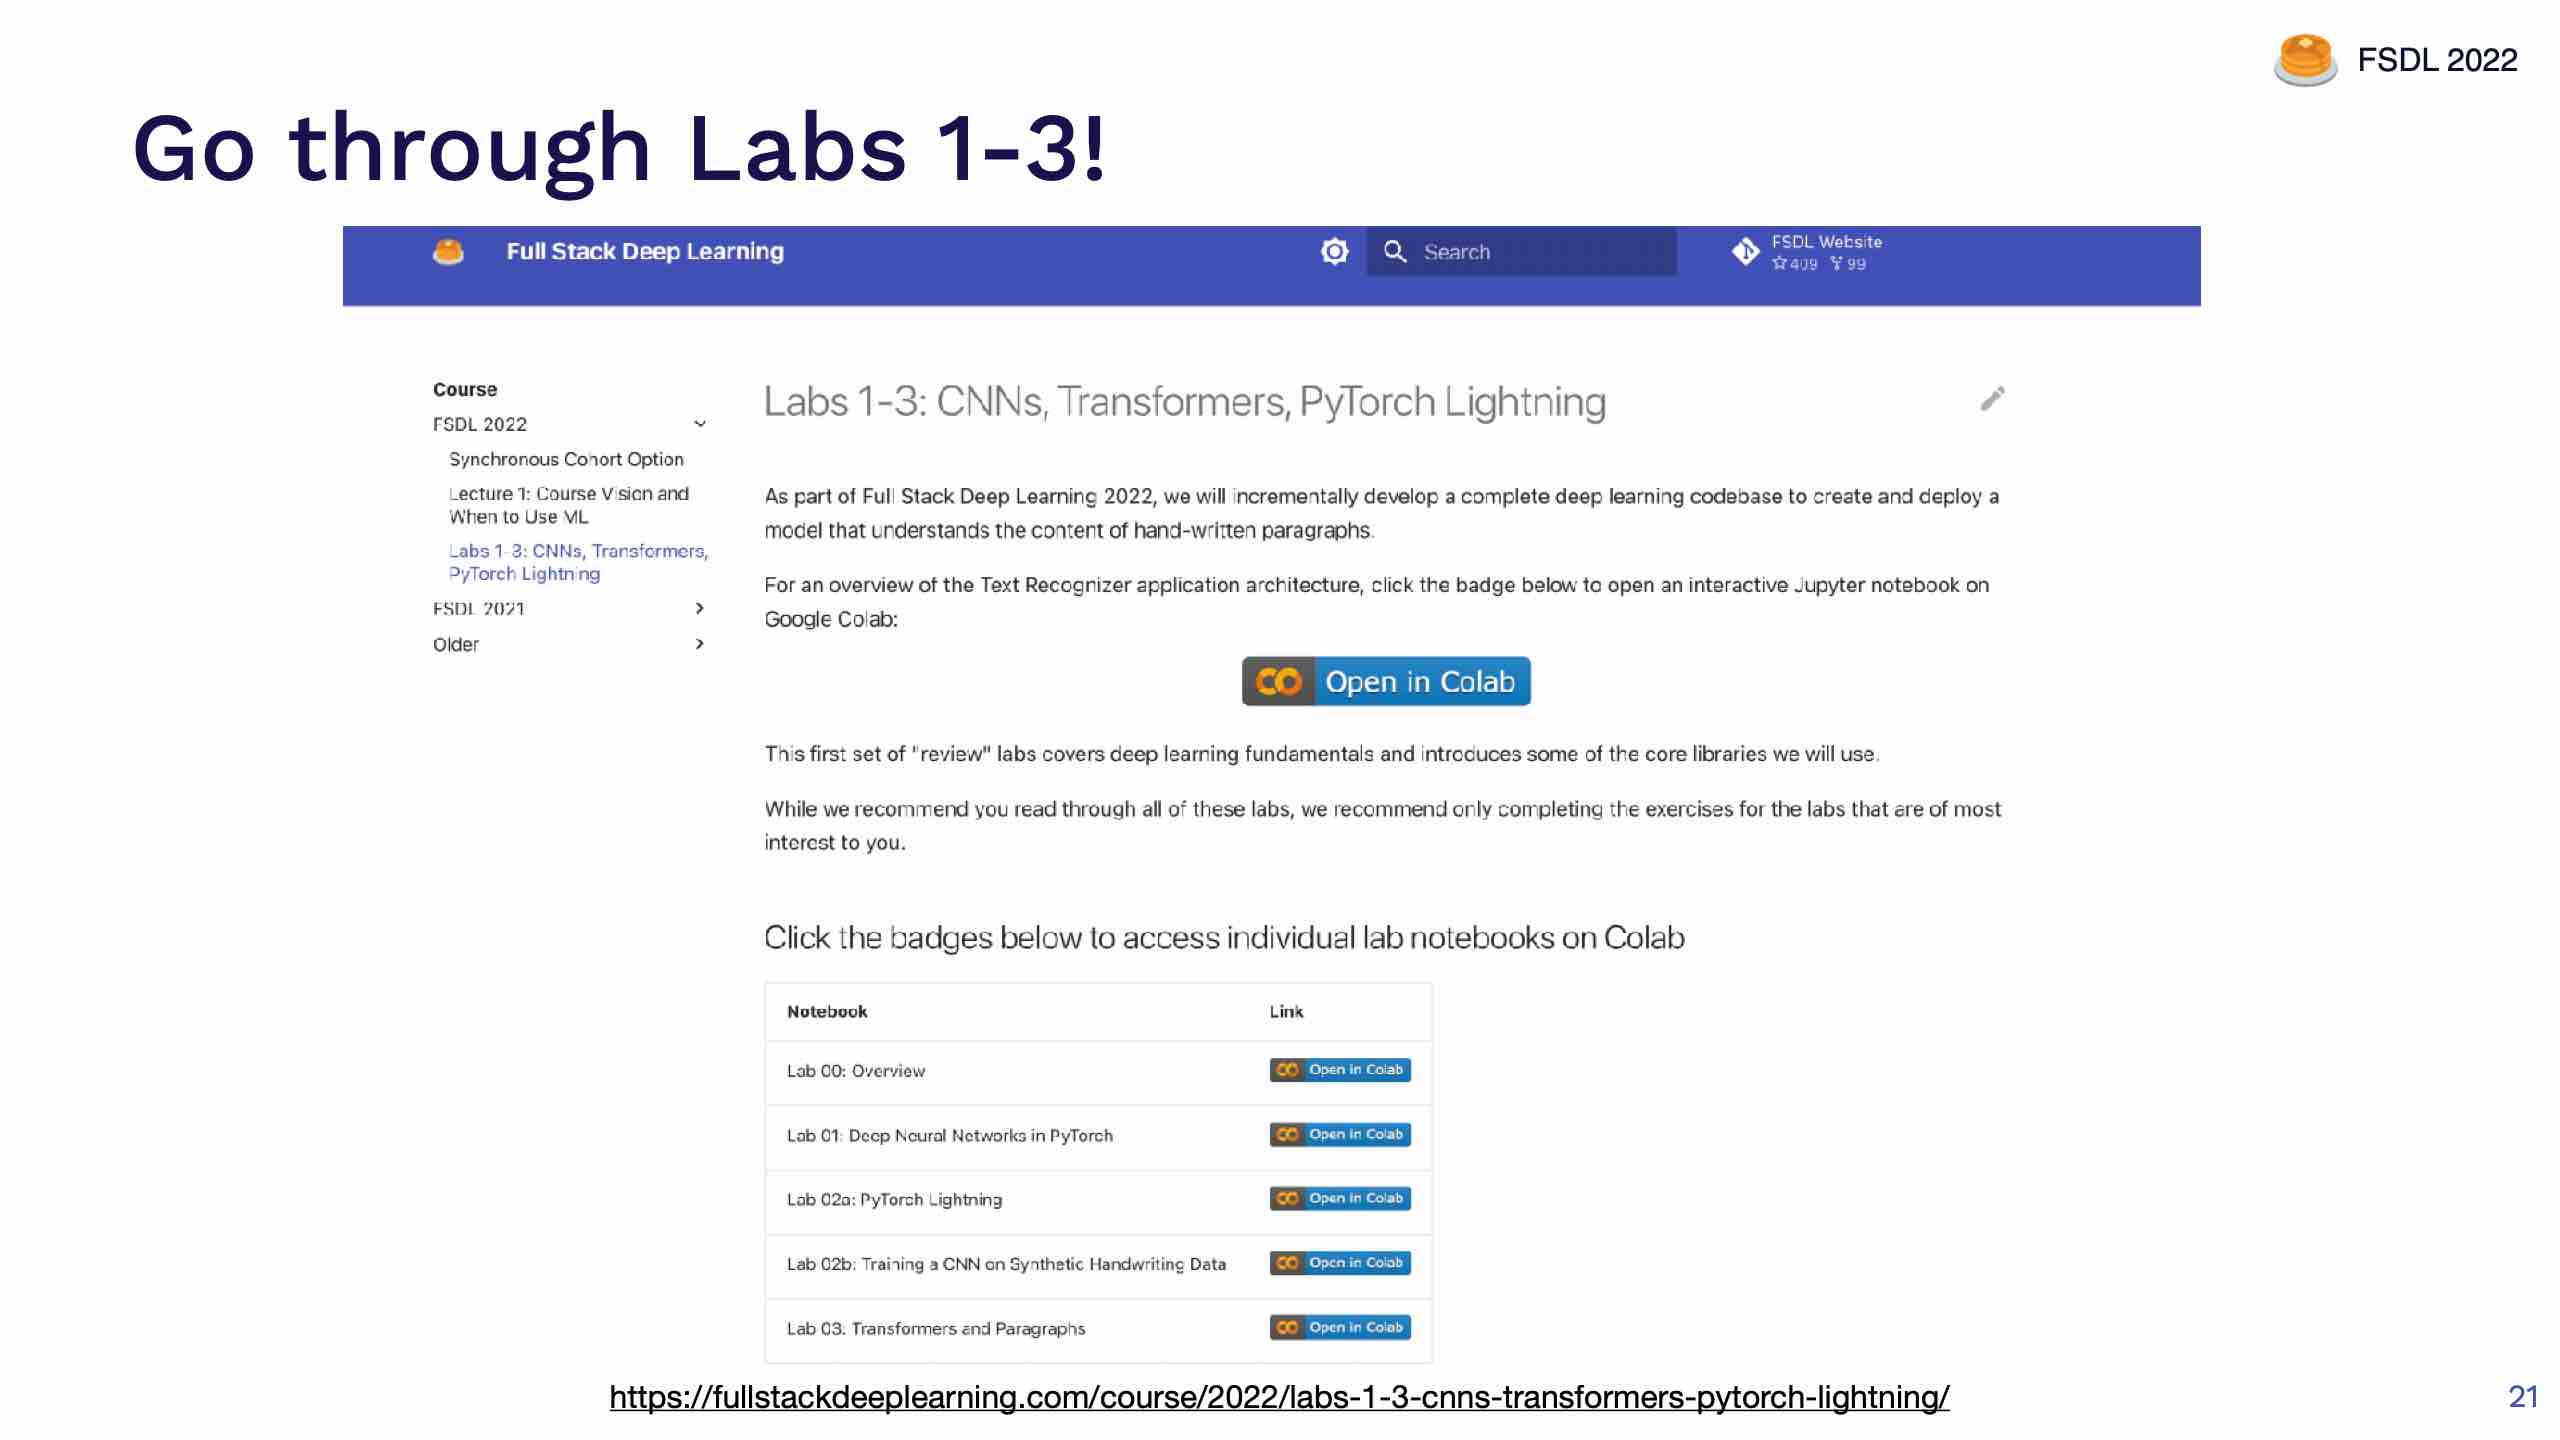 FSDL 2022
Go through Labs 1-3!
Full Stack Deep Learning
Search
FSDL Website
409 99
Course
FSDL 2022
Synchronous Cohort Option
Lecture 1: Course Vision and
When to Use ML
Labs 1-3: CNNs, Transformers,
PyTorch Lightning
FSDL 2021
Older
Labs 1-3: CNNs, Transformers, PyTorch Lightning
As part of Full Stack Deep Learning 2022, we will incrementally develop a complete deep learning codebase to create and deploy a
model that understands the content of hand-written paragraphs.
For an overview of the Text Recognizer application architecture, click the badge below to open an interactive Jupyter notebook on
Google Colab:
Open in Colab
This first set of "review" labs covers deep learning fundamentals and introduces some of the core libraries we will use.
While we recommend you read through all of these labs, we recommend only completing the exercises for the labs that are of most
interest to you.
Click the badges below to access individual lab notebooks on Colab
Notebook Link
Lab 00: Overview Open in Colab
Lab 01: Deep Neural Networks in PyTorch Open in Colab
Lab 02a: PyTorch Lightning Open in Colab
Lab 02b: Training a CNN on Synthetic Handwriting Data Open in Colab
Lab 03: Transformers and Paragraphs Open in Colab
https://fullstackdeeplearning.com/course/2022/labs-1-3-cnns-transformers-pytorch-lightning/
21